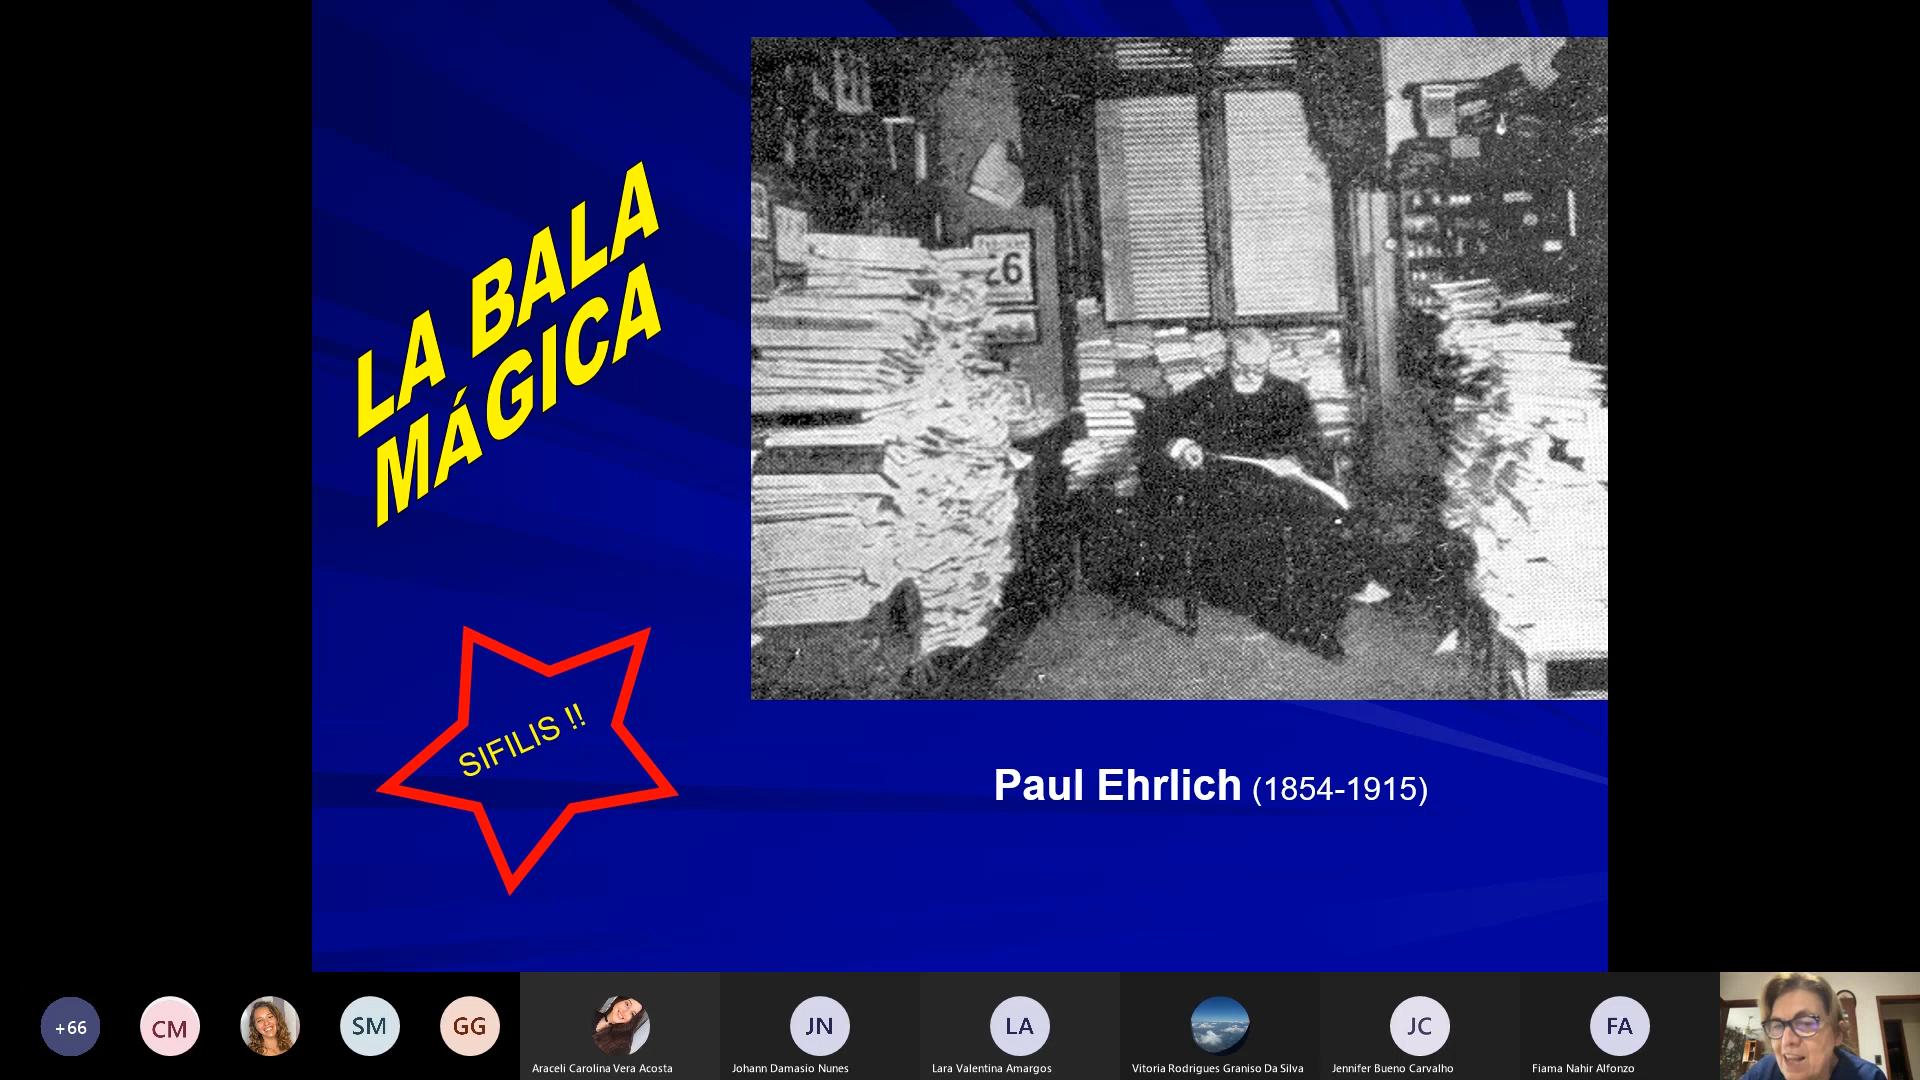 LA BALA
MÁGICA
26
SIFILIS !!
Paul Ehrlich (1854-1915)
+66
CM
SM
GG
Araceli Carolina Vera Acosta
JN
Johann Damasio Nunes
LA
Lara Valentina Amargos
Vitoria Rodrigues Graniso Da Silva
JC
Jennifer Bueno Carvalho
FA
Fiama Nahir Alfonzo